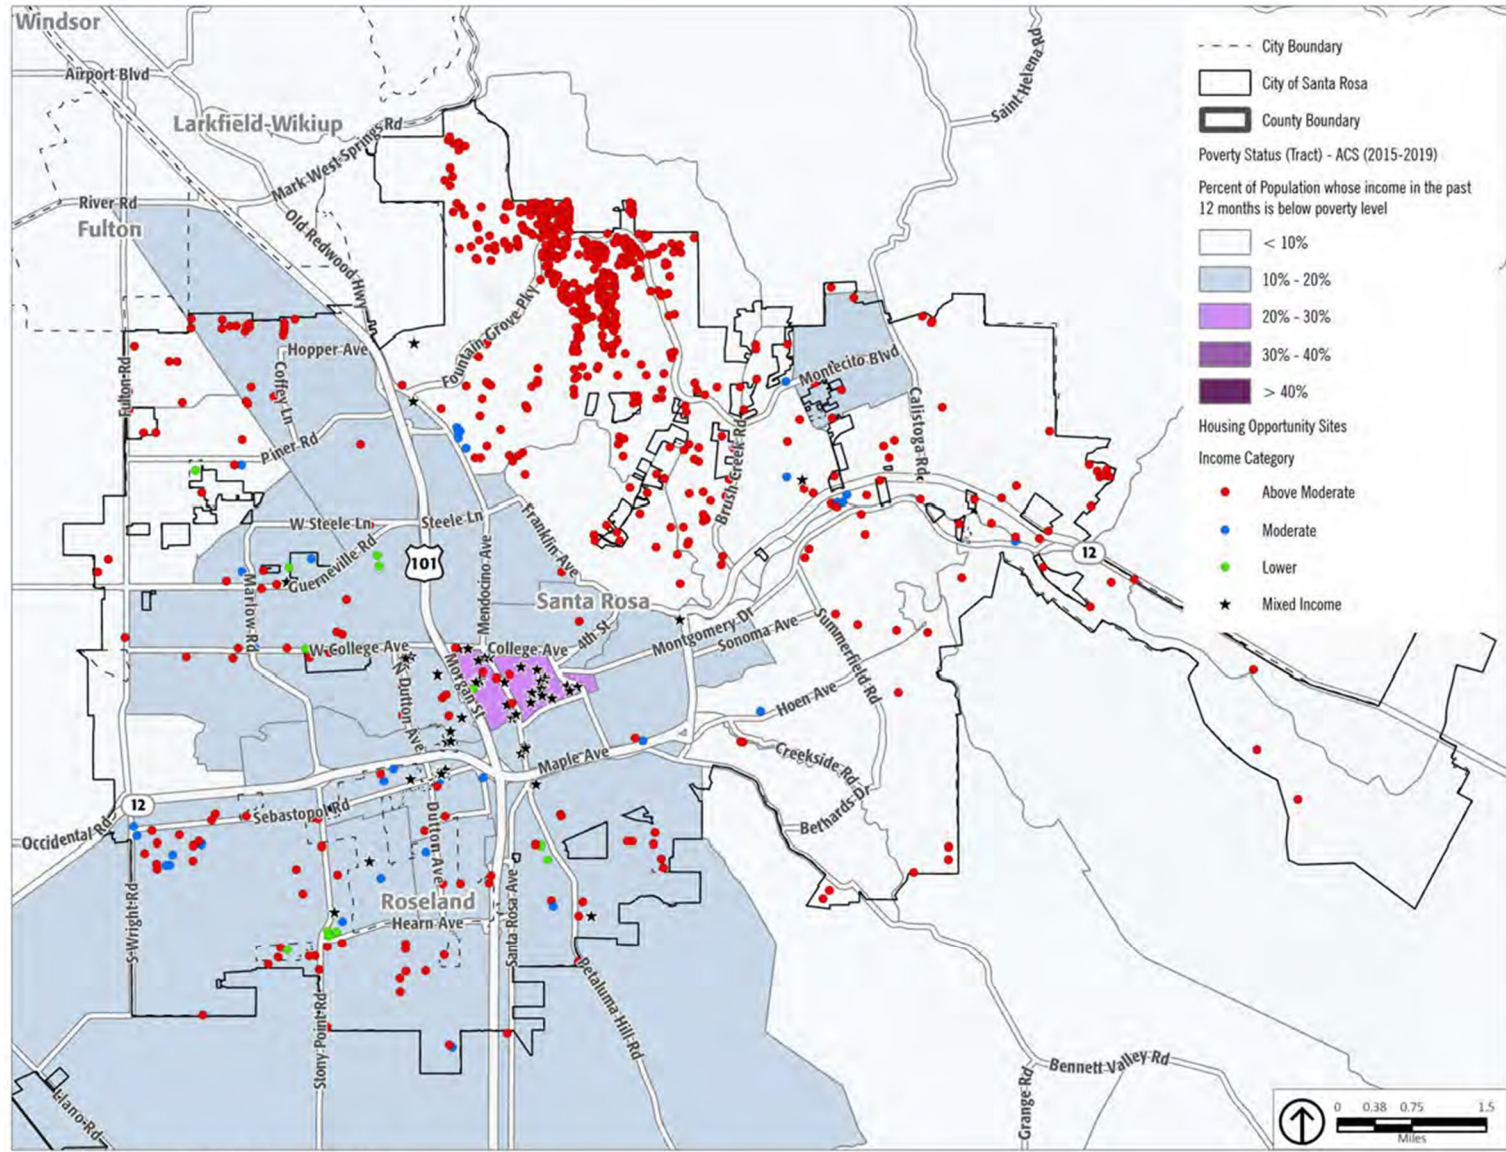 Windsor
Airport Blvd
Larkfield-Wikiup
Mark West Springs Rd
Saint Helena Rd
River Rd
Fulton
Old Redwood Hwy
Fulton Rd
Hopper Ave
Coffey Ln
Fountain Grove Pky
Piner Rd
Montecito Blvd
Calistoga Rd
Brush Creek Rd
W Steele Ln
Steele Ln
Franklin Ave
Guerneville Rd
101
Mendocino Ave
Marlow Rd
Santa Rosa
12
W College Ave
College Ave
4th St
Montgomery Dr
Sonoma Ave
Summerfield Rd
N Dutton Ave
Morgan St
Hoen Ave
Maple Ave
Creekside Rd
Bethards Dr
12
Occidental Rd
Sebastopol Rd
Dutton Ave
Roseland
Hearn Ave
Santa Rosa Ave
S Wright Rd
Stony Point Rd
Petaluma Hill Rd
Llano Rd
Bennett Valley Rd
Grange Rd
City Boundary
City of Santa Rosa
County Boundary
Poverty Status (Tract) - ACS (2015-2019)
Percent of Population whose income in the past
12 months is below poverty level
< 10%
10% - 20%
20% - 30%
30% - 40%
> 40%
Housing Opportunity Sites
Income Category
Above Moderate
Moderate
Lower
Mixed Income
0 0.38 0.75 1.5
Miles